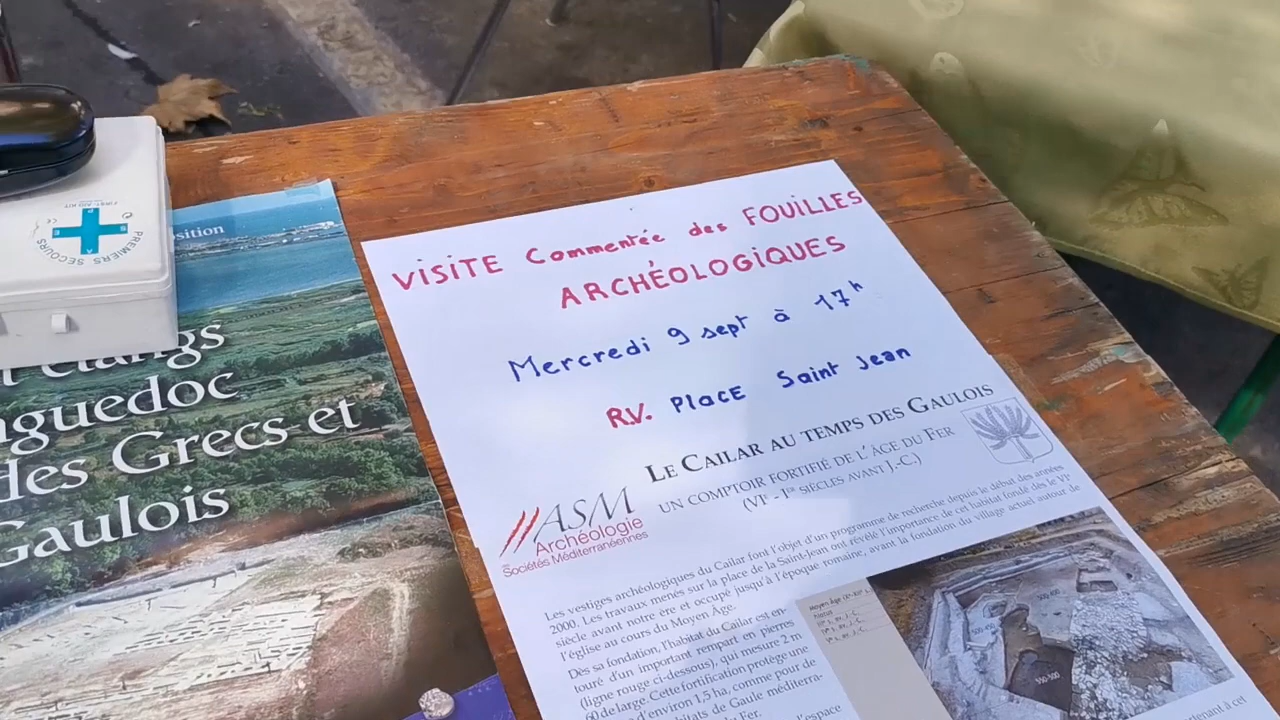 FIRST AID KIT
PREMIERS SECOURS
sition
nguedoc
des Grecs et
Gaulois
VISITE Commentée des FOUILLES
ARCHÉOLOGIQUES
Mercredi 9 sept à 17h
R.V. PLACE Saint Jean
LE CAILAR AU TEMPS DES GAULOIS
UN COMPTOIR FORTIFIÉ DE L'ÂGE DU FER
(VIe - Ier SIÈCLES AVANT J.-C.)
ASM
Archéologie
Sociétés Méditerranéennes
Les vestiges archéologiques du Cailar font l'objet d'un programme de recherche depuis le début des années
2000. Les travaux menés sur la place de la Saint-Jean ont révélé l'importance de cet habitat fondé dès le VIe
siècle avant notre ère et occupé jusqu'à l'époque romaine, avant la fondation du village actuel autour de
l'église au cours du Moyen Âge.
Dès sa fondation, l'habitat du Cailar est en-
touré d'un important rempart en pierres
(ligne rouge ci-dessous), qui mesure 2 m
60 de large. Cette fortification protège une
d'environ 1,5 ha, comme pour de
habitats de Gaule méditerra-
du Fer.
l'espace